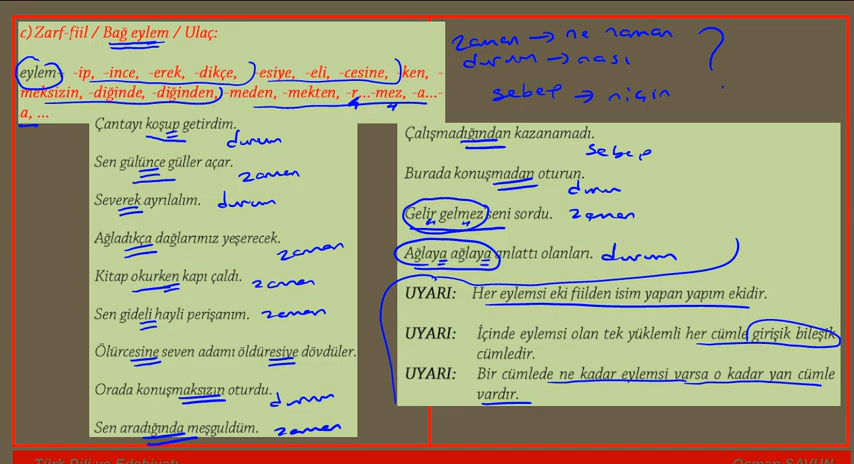 c) Zarf-fiil / Bağ eylem / Ulaç:
eylem- -ip, -ince, -erek, -dikçe, -esiye, -eli, -cesine, -ken, -
meksizin, -diğinde, -diğinden, -meden, -mekten, -r...-mez, -a...-
a, ...
zaman → ne zaman
durum → nasıl
?
sebep → niçin
Çantayı koşup getirdim.
durum
Sen gülünce güller açar.
zaman
Severek ayrılalım. durum
Ağladıkça dağlarımız yeşerecek.
zaman
Kitap okurken kapı çaldı. zaman
Sen gideli hayli perişanım. zaman
Ölürcesine seven adamı öldüresiye dövdüler.
Orada konuşmaksızın oturdu.
durum
Sen aradığında meşguldüm. zaman
Çalışmadığından kazanamadı.
sebep
Burada konuşmadan oturun.
durum
Gelir gelmez seni sordu. zaman
Ağlaya ağlaya anlattı olanları. durum
UYARI: Her eylemsi eki fiilden isim yapan yapım ekidir.
UYARI: İçinde eylemsi olan tek yüklemli her cümle girişik bileşik
cümledir.
UYARI: Bir cümlede ne kadar eylemsi varsa o kadar yan cümle
vardır.
Türk Dili ve Edebiyatı Osman SAVUN